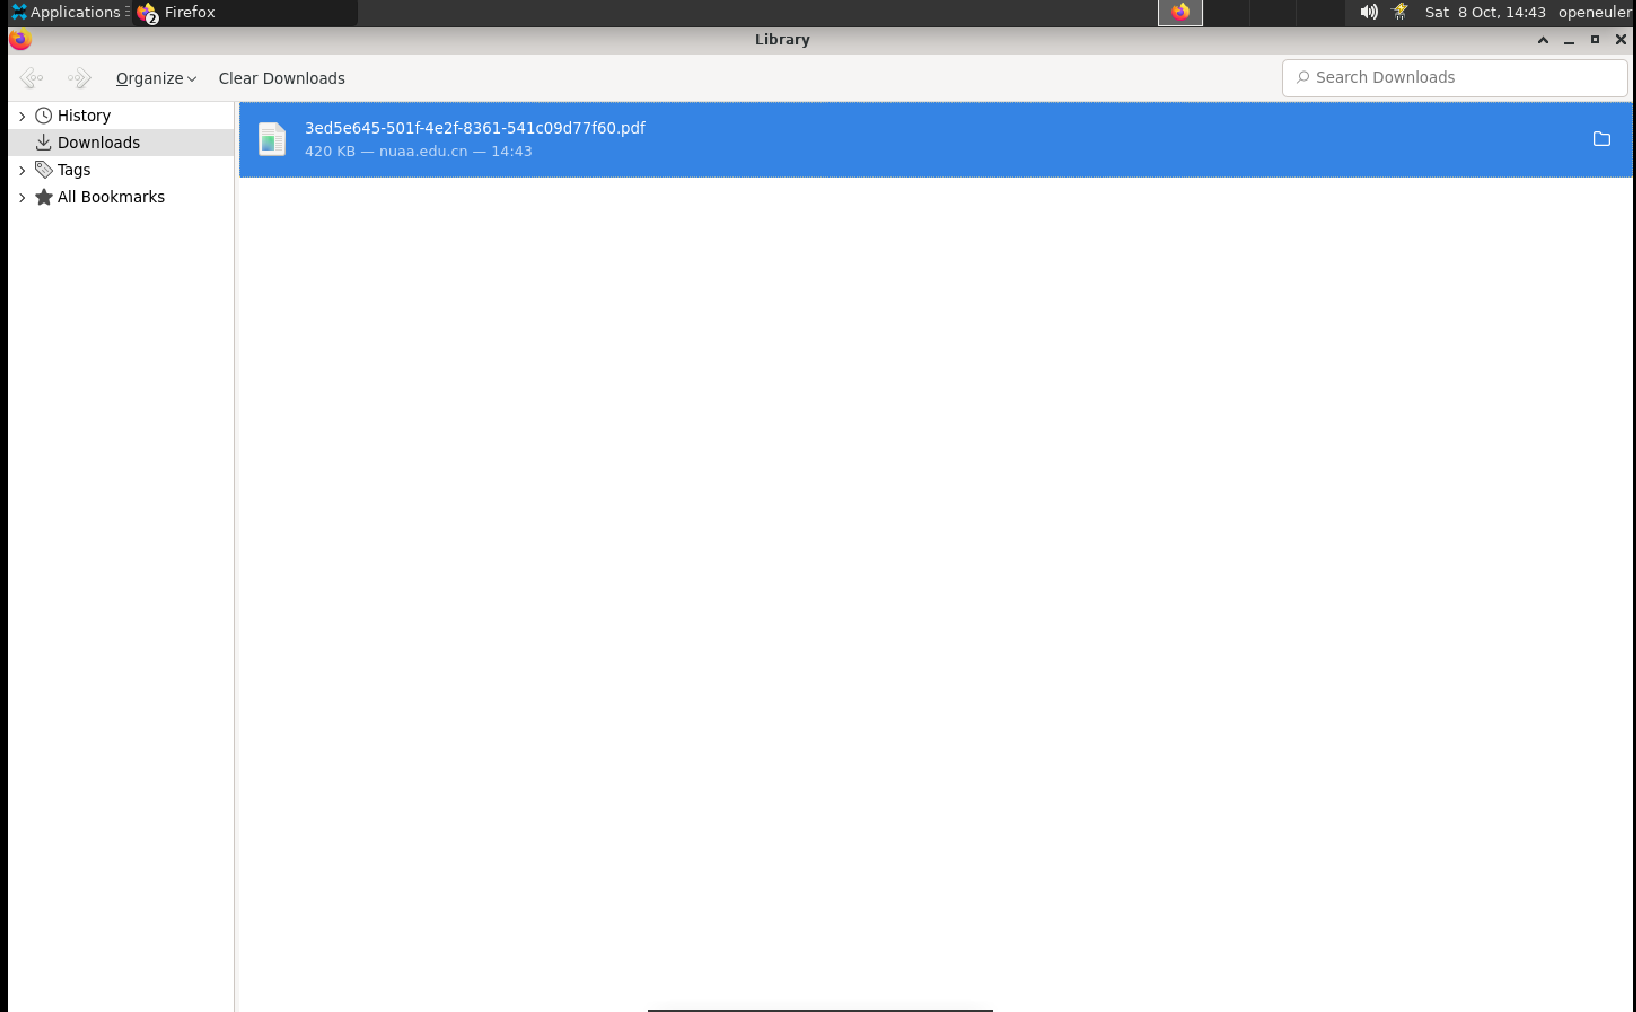 Applications
2 Firefox
Sat 8 Oct, 14:43 openeuler
Library
Organize
Clear Downloads
Search Downloads
History
Downloads
Tags
All Bookmarks
3ed5e645-501f-4e2f-8361-541c09d77f60.pdf
420 KB — nuaa.edu.cn — 14:43